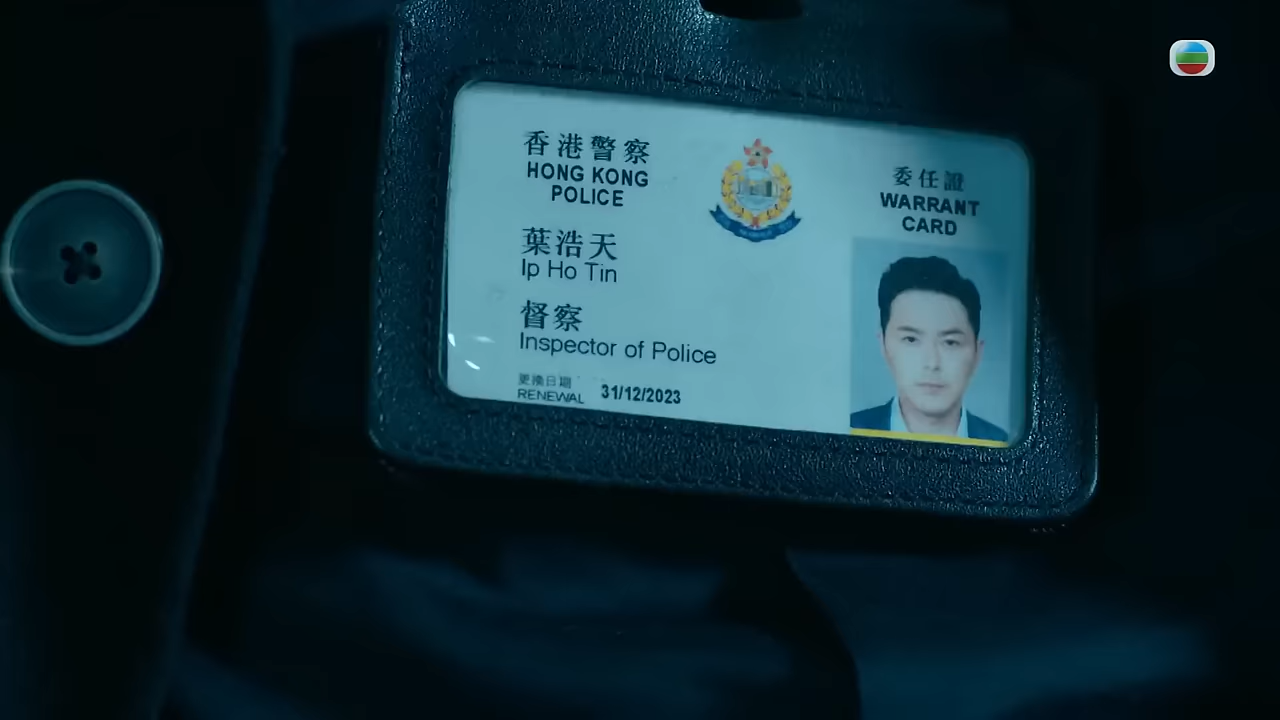 香港警察
HONG KONG
POLICE
葉浩天
Ip Ho Tin
督察
Inspector of Police
更換日期
RENEWAL 31/12/2023
委任證
WARRANT
CARD